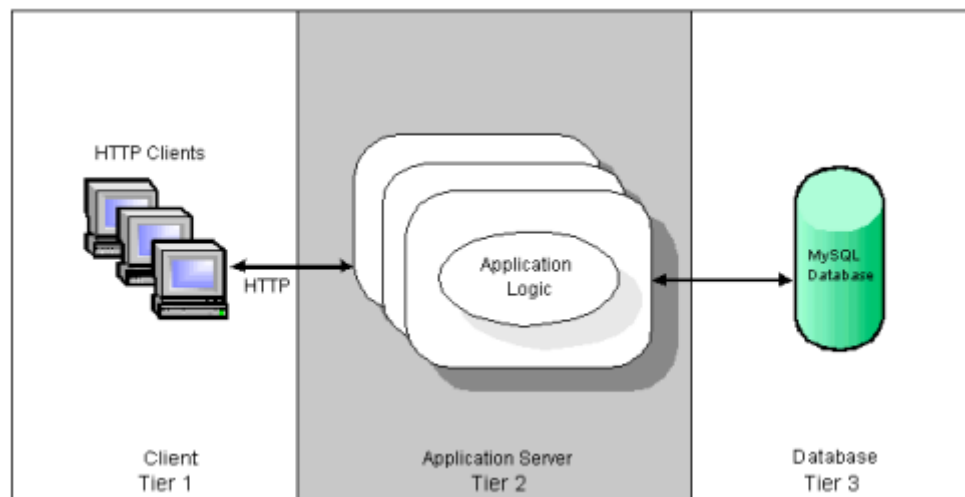 HTTP Clients
HTTP
Application
Logic
MySQL
Database
Client
Tier 1
Application Server
Tier 2
Database
Tier 3